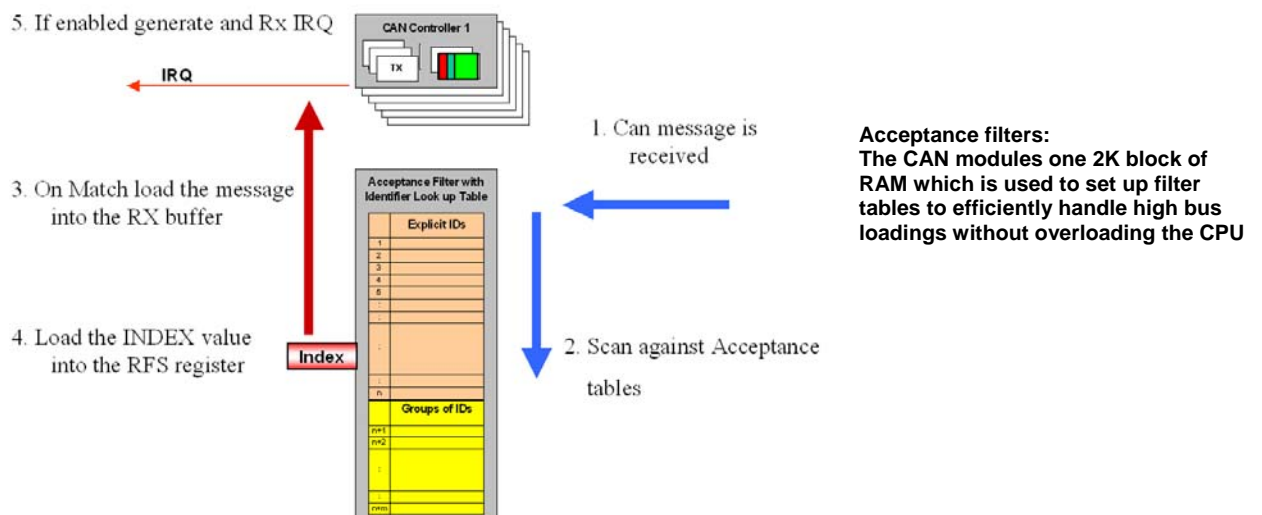 5. If enabled generate and Rx IRQ
IRQ
CAN Controller 1
TX
1. Can message is
received
Acceptance filters:
The CAN modules one 2K block of
RAM which is used to set up filter
tables to efficiently handle high bus
loadings without overloading the CPU
3. On Match load the message
into the RX buffer
Acceptance Filter with
Identifier Look up Table
Explicit IDs
1
2
3
4
5
:
:
:
:
n
4. Load the INDEX value
into the RFS register
Index
2. Scan against Acceptance
tables
Groups of IDs
n+1
n+2
:
:
n+m